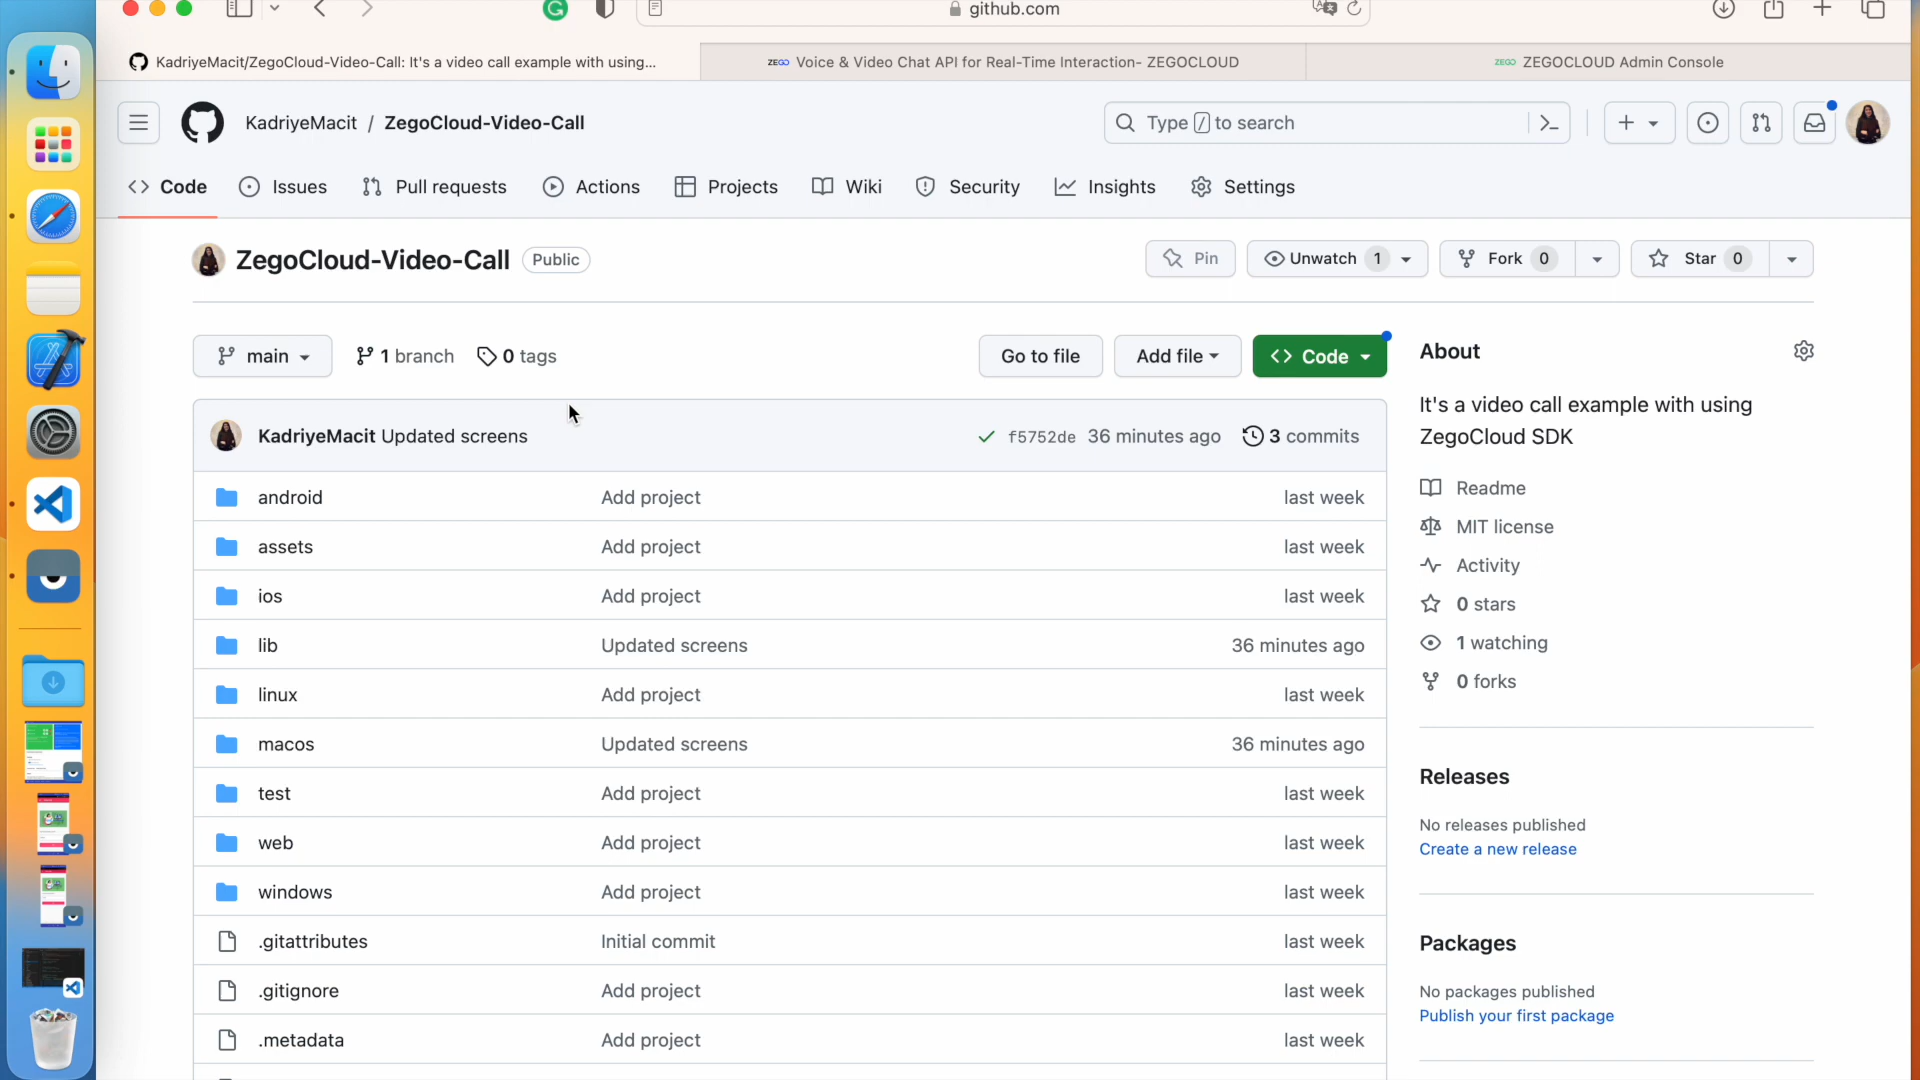 github.com
KadriyeMacit/ZegoCloud-Video-Call: It's a video call example with using...
ZEGO Voice & Video Chat API for Real-Time Interaction- ZEGOCLOUD
ZEGO ZEGOCLOUD Admin Console
KadriyeMacit / ZegoCloud-Video-Call
Type / to search
Code
Issues
Pull requests
Actions
Projects
Wiki
Security
Insights
Settings
ZegoCloud-Video-Call Public
Pin
Unwatch 1
Fork 0
Star 0
main
1 branch
0 tags
Go to file
Add file
<> Code
KadriyeMacit Updated screens
f5752de 36 minutes ago 3 commits
android Add project last week
assets Add project last week
ios Add project last week
lib Updated screens 36 minutes ago
linux Add project last week
macos Updated screens 36 minutes ago
test Add project last week
web Add project last week
windows Add project last week
.gitattributes Initial commit last week
.gitignore Add project last week
.metadata Add project last week
About
It's a video call example with using
ZegoCloud SDK
Readme
MIT license
Activity
0 stars
1 watching
0 forks
Releases
No releases published
Create a new release
Packages
No packages published
Publish your first package